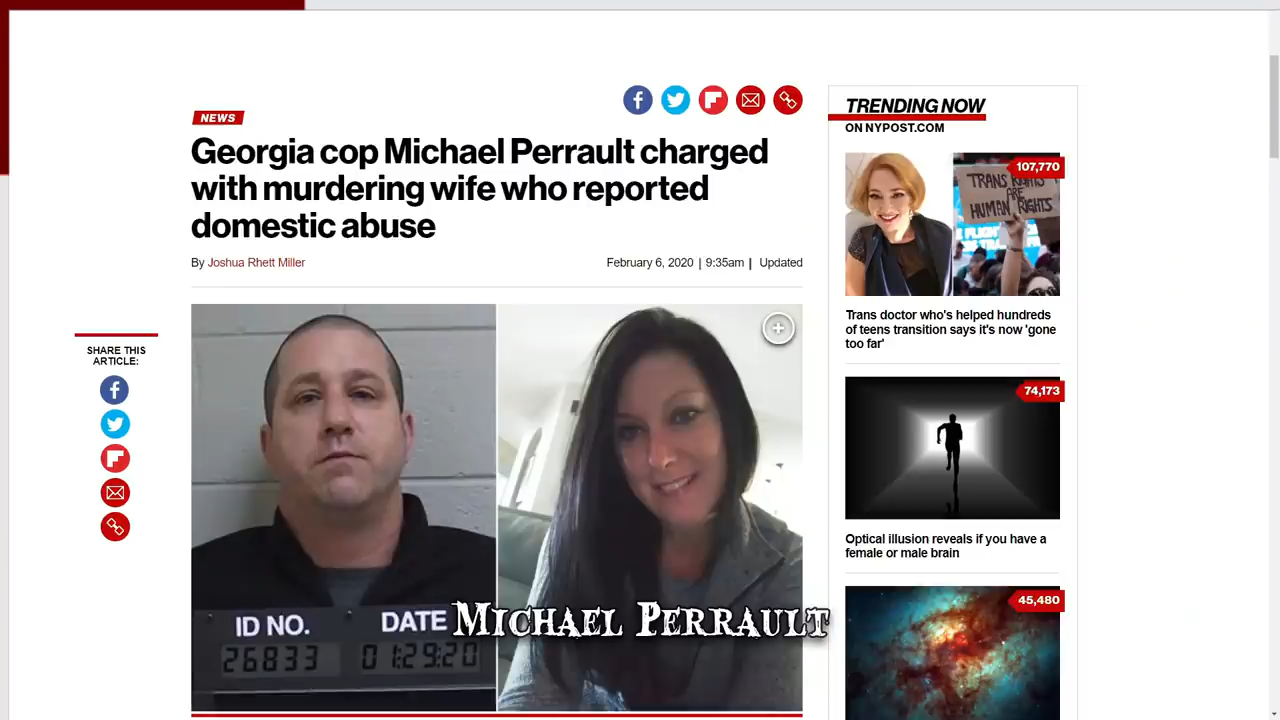 NEWS
Georgia cop Michael Perrault charged
with murdering wife who reported
domestic abuse
By Joshua Rhett Miller
February 6, 2020 | 9:35am | Updated
SHARE THIS
ARTICLE:
ID NO. DATE
26833 01:29:20
MICHAEL PERRAULT
TRENDING NOW
ON NYPOST.COM
107,770
TRANS RIGHTS
ARE
HUMAN RIGHTS
Trans doctor who's helped hundreds
of teens transition says it's now 'gone
too far'
74,173
Optical illusion reveals if you have a
female or male brain
45,480